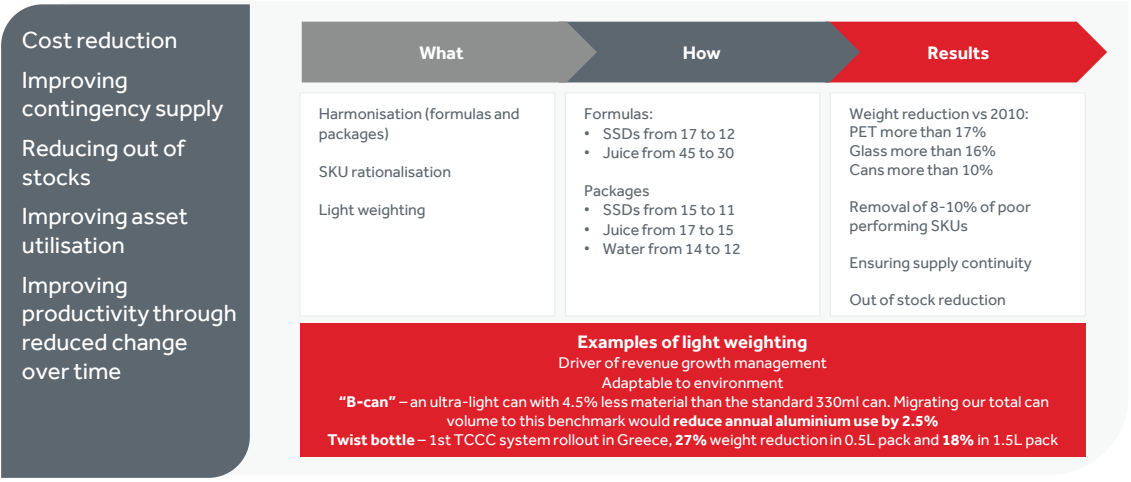 Cost reduction
Improving
contingency supply
Reducing out of
stocks
Improving asset
utilisation
Improving
productivity through
reduced change
over time
What
Harmonisation (formulas and
packages)
SKU rationalisation
Light weighting
How
Formulas:
• SSDs from 17 to 12
• Juice from 45 to 30
Packages
• SSDs from 15 to 11
• Juice from 17 to 15
• Water from 14 to 12
Results
Weight reduction vs 2010:
PET more than 17%
Glass more than 16%
Cans more than 10%
Removal of 8-10% of poor
performing SKUs
Ensuring supply continuity
Out of stock reduction
Examples of light weighting
Driver of revenue growth management
Adaptable to environment
“B-can” – an ultra-light can with 4.5% less material than the standard 330ml can. Migrating our total can
volume to this benchmark would reduce annual aluminium use by 2.5%
Twist bottle – 1st TCCC system rollout in Greece, 27% weight reduction in 0.5L pack and 18% in 1.5L pack